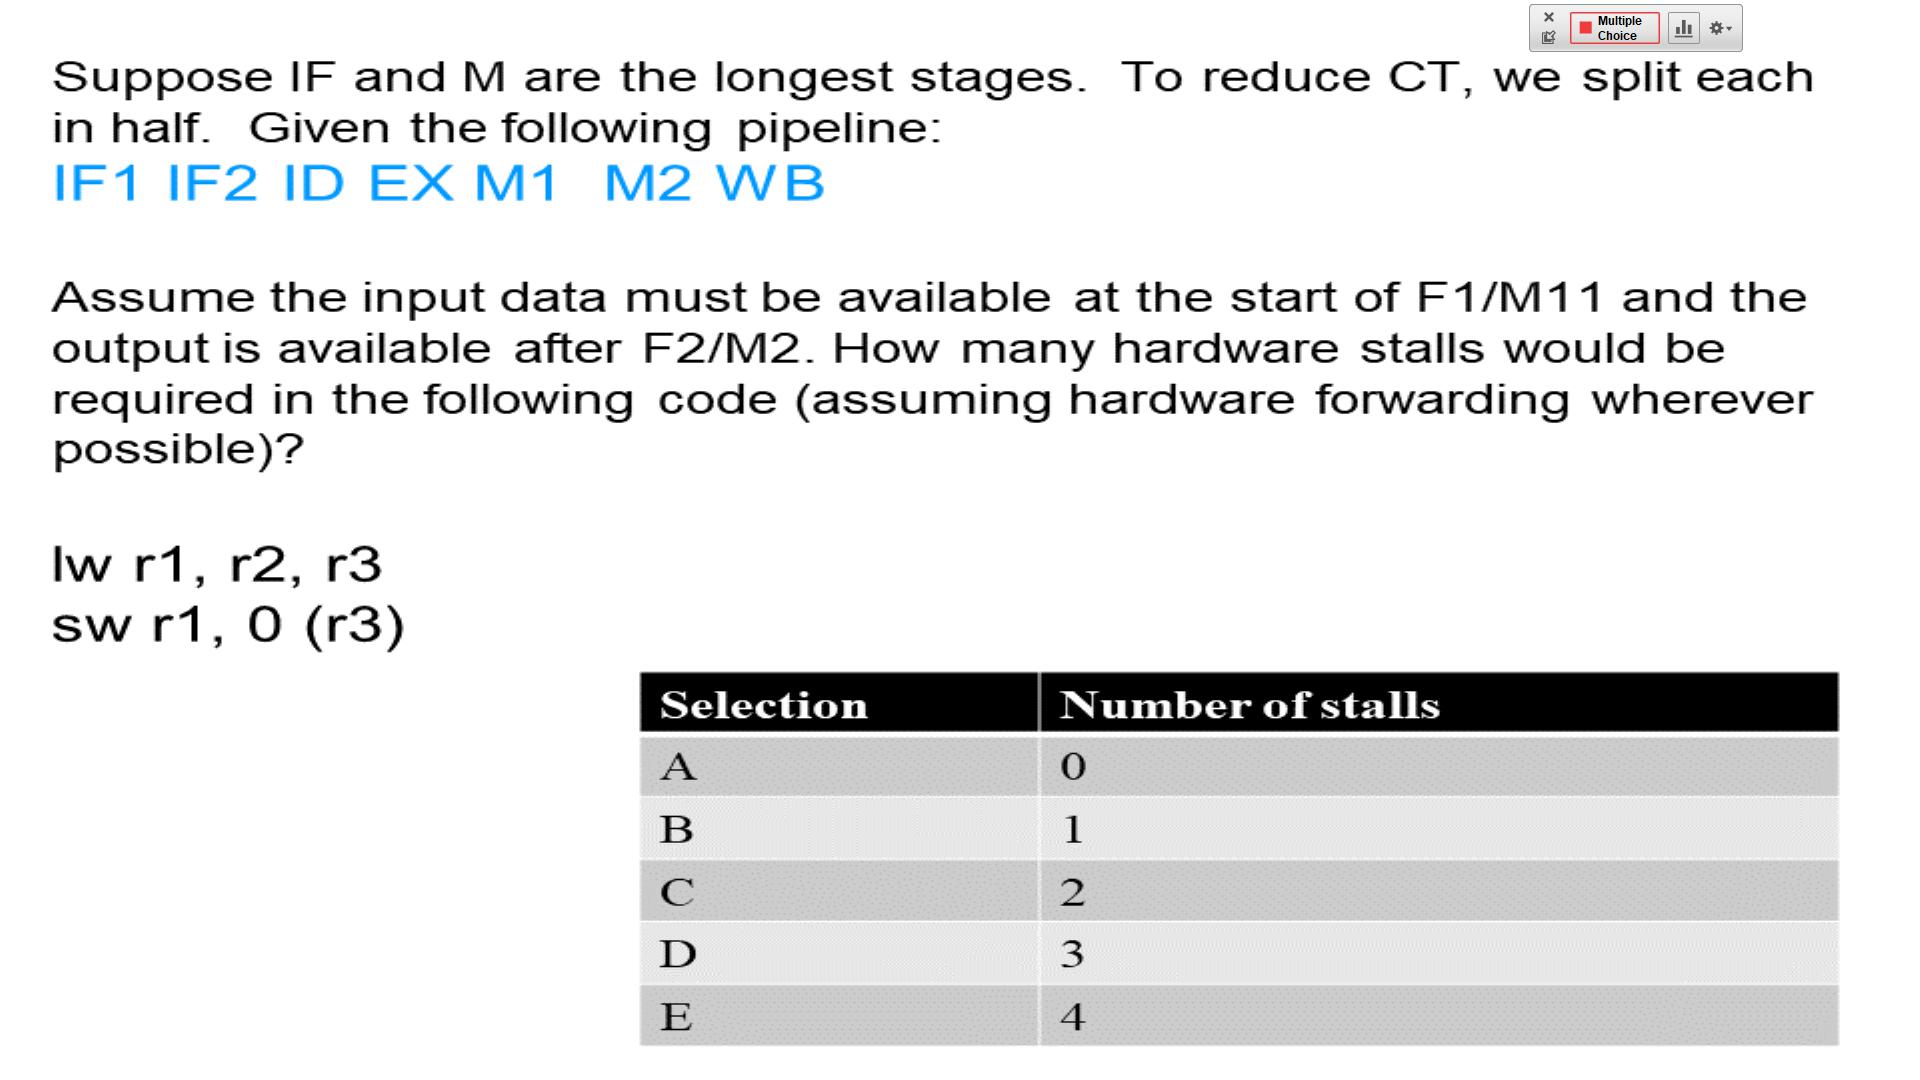 Multiple
Choice
Suppose IF and M are the longest stages. To reduce CT, we split each
in half. Given the following pipeline:
IF1 IF2 ID EX M1 M2 WB
Assume the input data must be available at the start of F1/M11 and the
output is available after F2/M2. How many hardware stalls would be
required in the following code (assuming hardware forwarding wherever
possible)?
lw r1, r2, r3
sw r1, 0 (r3)
Selection Number of stalls
A 0
B 1
C 2
D 3
E 4